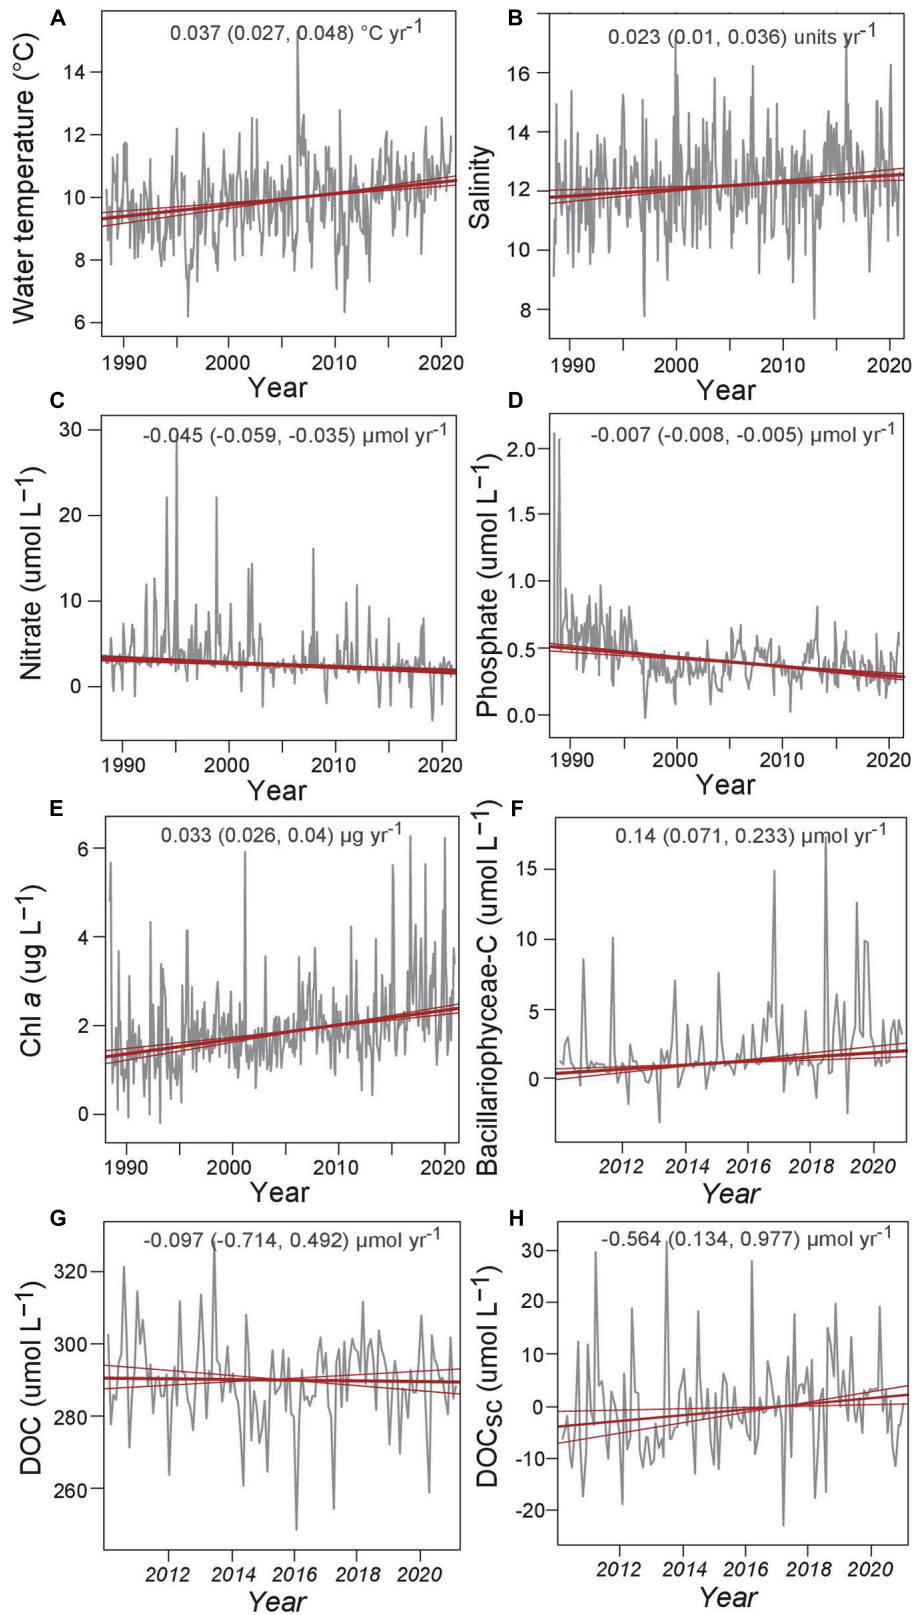 A
0.037 (0.027, 0.048) °C yr⁻¹
Water temperature (°C)
14
12
10
8
6
1990 2000 2010 2020
Year
B
0.023 (0.01, 0.036) units yr⁻¹
Salinity
16
14
12
10
8
1990 2000 2010 2020
Year
C
-0.045 (-0.059, -0.035) µmol yr⁻¹
Nitrate (umol L⁻¹)
30
20
10
0
1990 2000 2010 2020
Year
D
-0.007 (-0.008, -0.005) µmol yr⁻¹
Phosphate (umol L⁻¹)
2.0
1.5
1.0
0.5
0.0
1990 2000 2010 2020
Year
E
0.033 (0.026, 0.04) µg yr⁻¹
Chl a (ug L⁻¹)
6
4
2
0
1990 2000 2010 2020
Year
F
0.14 (0.071, 0.233) µmol yr⁻¹
Bacillariophyceae-C (umol L⁻¹)
15
10
5
0
2012 2014 2016 2018 2020
Year
G
-0.097 (-0.714, 0.492) µmol yr⁻¹
DOC (umol L⁻¹)
320
300
280
260
2012 2014 2016 2018 2020
Year
H
-0.564 (0.134, 0.977) µmol yr⁻¹
DOCsc (umol L⁻¹)
30
20
10
0
-10
-20
2012 2014 2016 2018 2020
Year